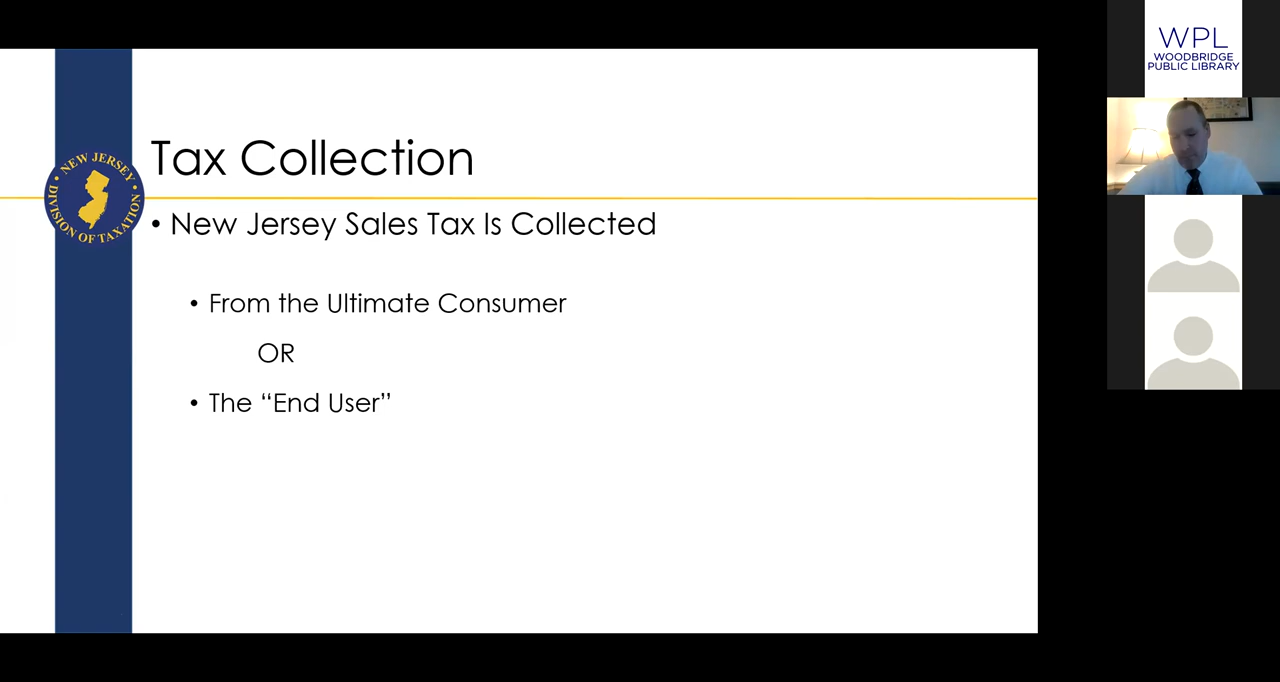 Tax Collection
NEW JERSEY
DIVISION OF TAXATION
• New Jersey Sales Tax Is Collected
• From the Ultimate Consumer
OR
• The “End User”
WPL
WOODBRIDGE
PUBLIC LIBRARY